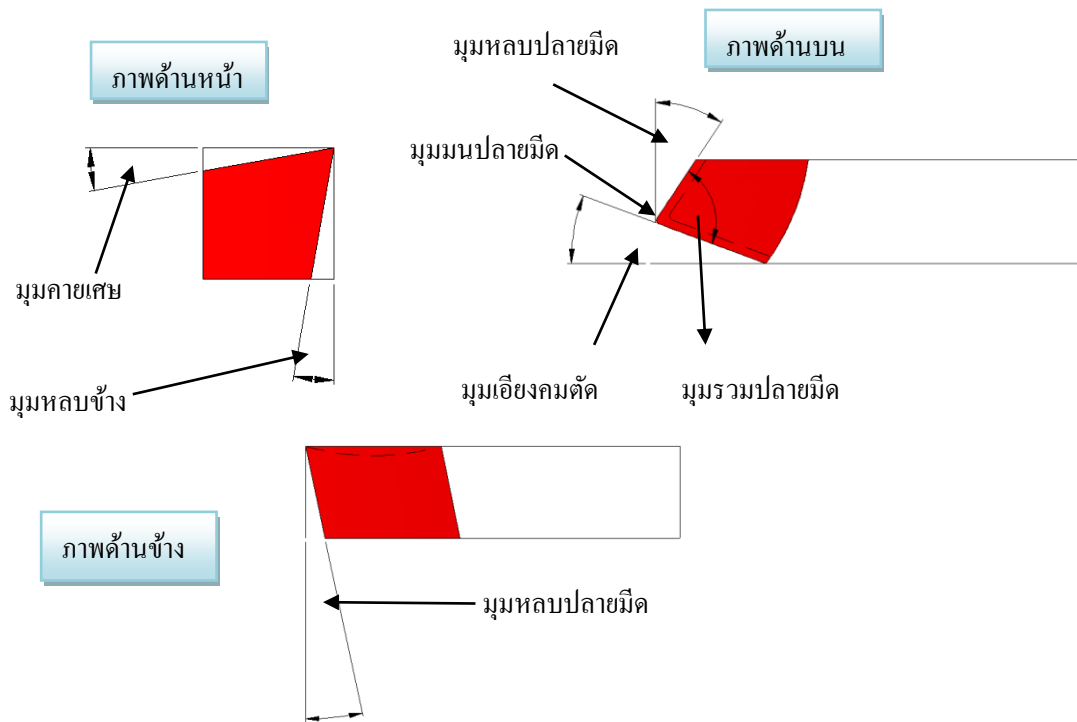 มุมหลบปลายมีด
ภาพด้านบน
ภาพด้านหน้า
มุมมนปลายมีด
มุมคายเศษ
มุมเอียงคมตัด
มุมรวมปลายมีด
มุมหลบข้าง
ภาพด้านข้าง
มุมหลบปลายมีด